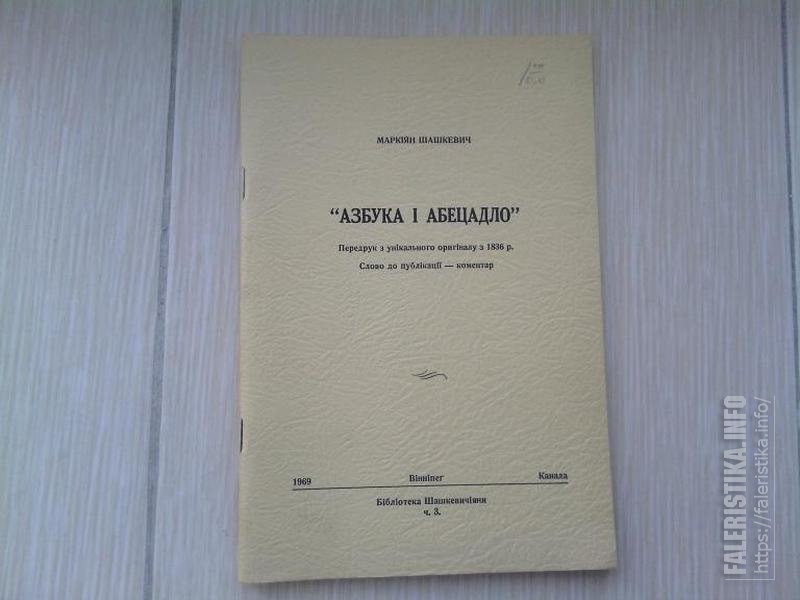 МАРКІЯН ШАШКЕВИЧ
“АЗБУКА І АБЕЦАДЛО”
Передрук з унікального оригіналу з 1836 р.
Слово до публікації — коментар
1969 Вінніпег Канада
Бібліотека Шашкевичіяни
ч. 3.
FALERISTIKA.INFO
https://faleristika.info/